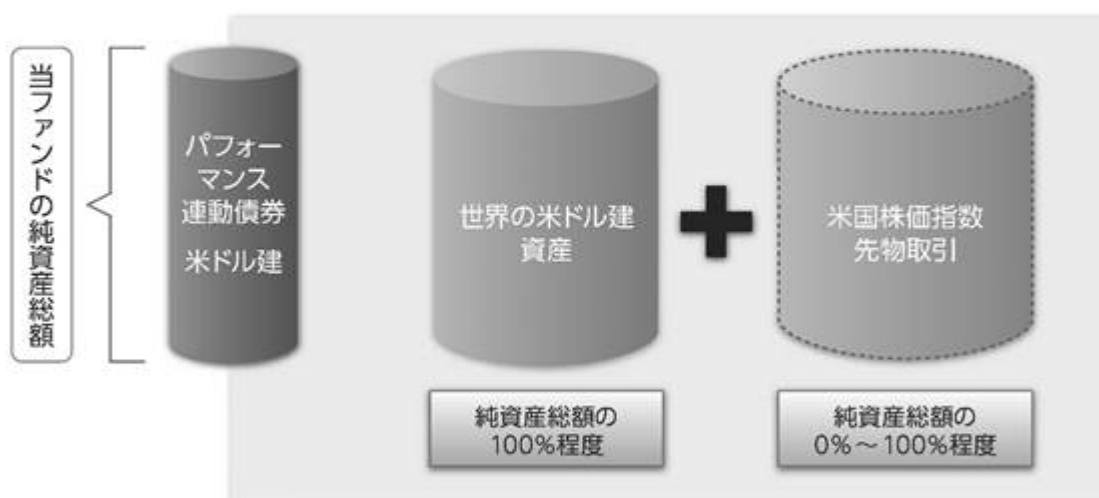 当ファンドの純資産総額
パフォー
マンス
連動債券
米ドル建
世界の米ドル建
資産
米国株価指数
先物取引
純資産総額の
100%程度
純資産総額の
0%～100%程度